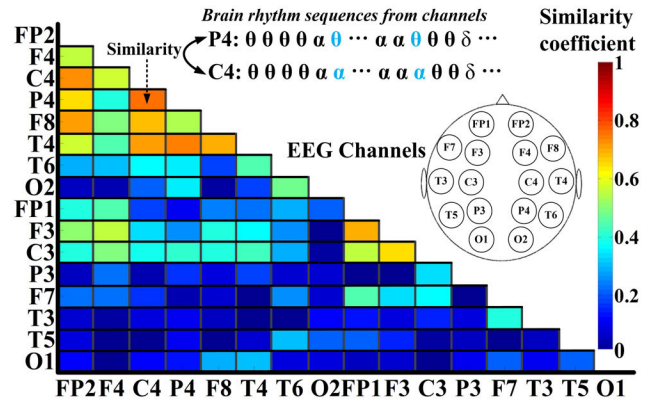 Brain rhythm sequences from channels
P4: θ θ θ θ α θ ··· α α θ θ θ δ ···
C4: θ θ θ θ α α ··· α α α θ θ δ ···
Similarity
Similarity
coefficient
1
0.8
0.6
0.4
0.2
0
EEG Channels
FP1 FP2
F7 F3 F4 F8
T3 C3 C4 T4
T5 P3 P4 T6
O1 O2
FP2
F4
C4
P4
F8
T4
T6
O2
FP1
F3
C3
P3
F7
T3
T5
O1
FP2 F4 C4 P4 F8 T4 T6 O2 FP1 F3 C3 P3 F7 T3 T5 O1